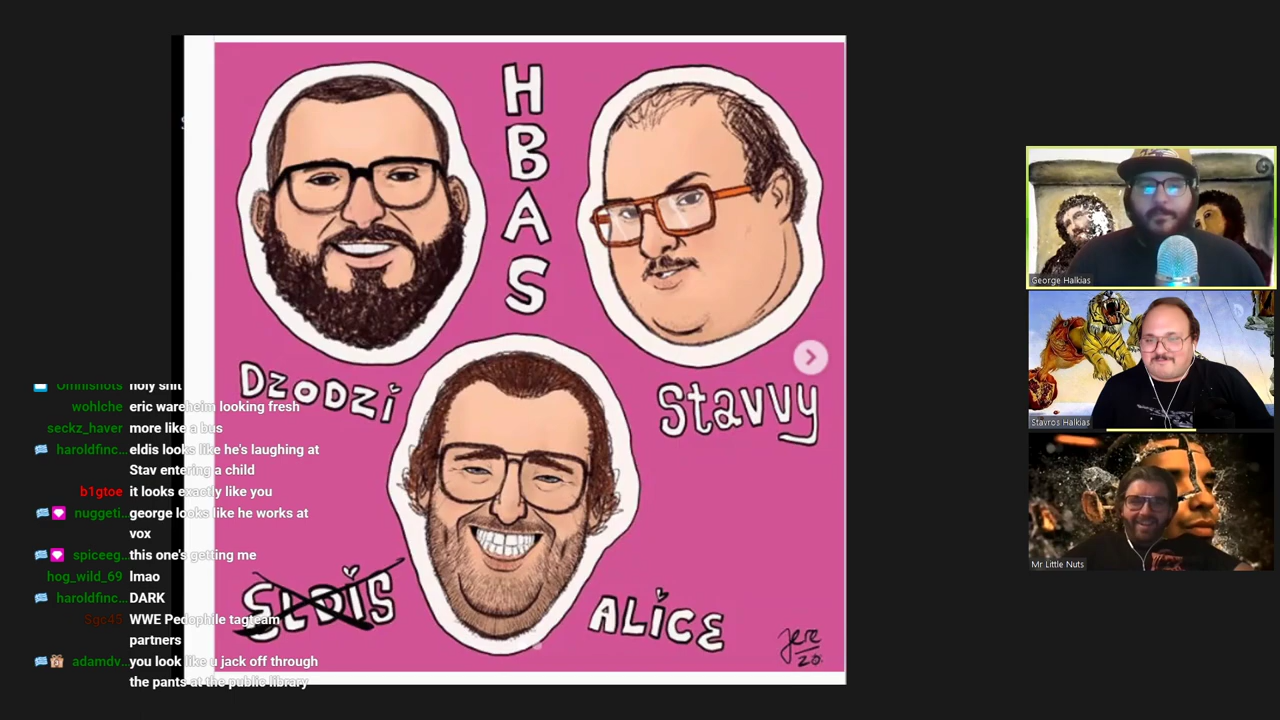 H
B
A
S
DZODZI
Stavvy
ELDIS
ALICE
Jere
20
Omnishots holy shit
wohlche eric wareheim looking fresh
seckz_haver more like a bus
haroldfinc... eldis looks like he's laughing at
Stav entering a child
b1gtoe it looks exactly like you
nuggeti... george looks like he works at
vox
spiceeg... this one's getting me
hog_wild_69 lmao
haroldfinc... DARK
Sgc45 WWE Pedophile tagteam
partners
adamdv... you look like u jack off through
the pants at the public library
George Halkias
Stavros Halkias
Mr Little Nuts